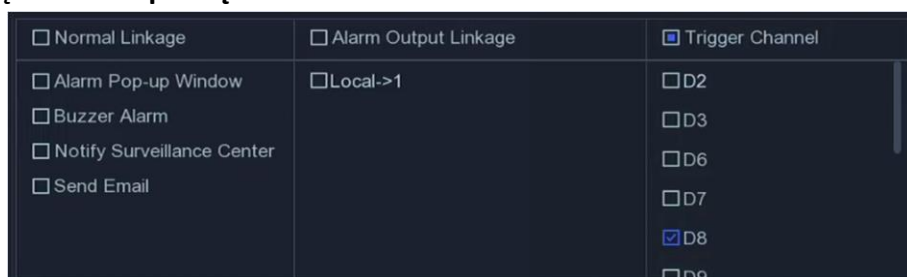 Normal Linkage
Alarm Output Linkage
Trigger Channel
Alarm Pop-up Window
Buzzer Alarm
Notify Surveillance Center
Send Email
Local->1
D2
D3
D6
D7
D8
D9